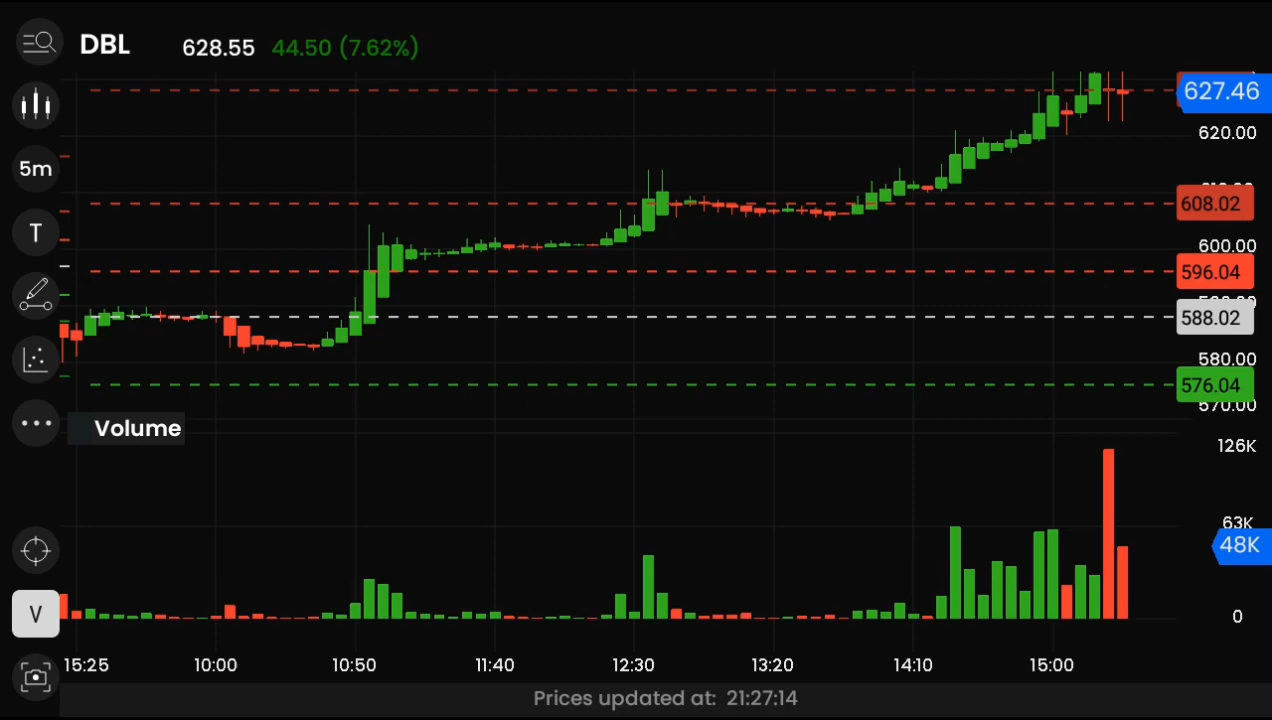 DBL 628.55 44.50 (7.62%)
627.46
5m
620.00
T
608.02
600.00
596.04
588.02
580.00
576.04
570.00
Volume
126K
63K
48K
V
0
15:25 10:00 10:50 11:40 12:30 13:20 14:10 15:00
Prices updated at: 21:27:14